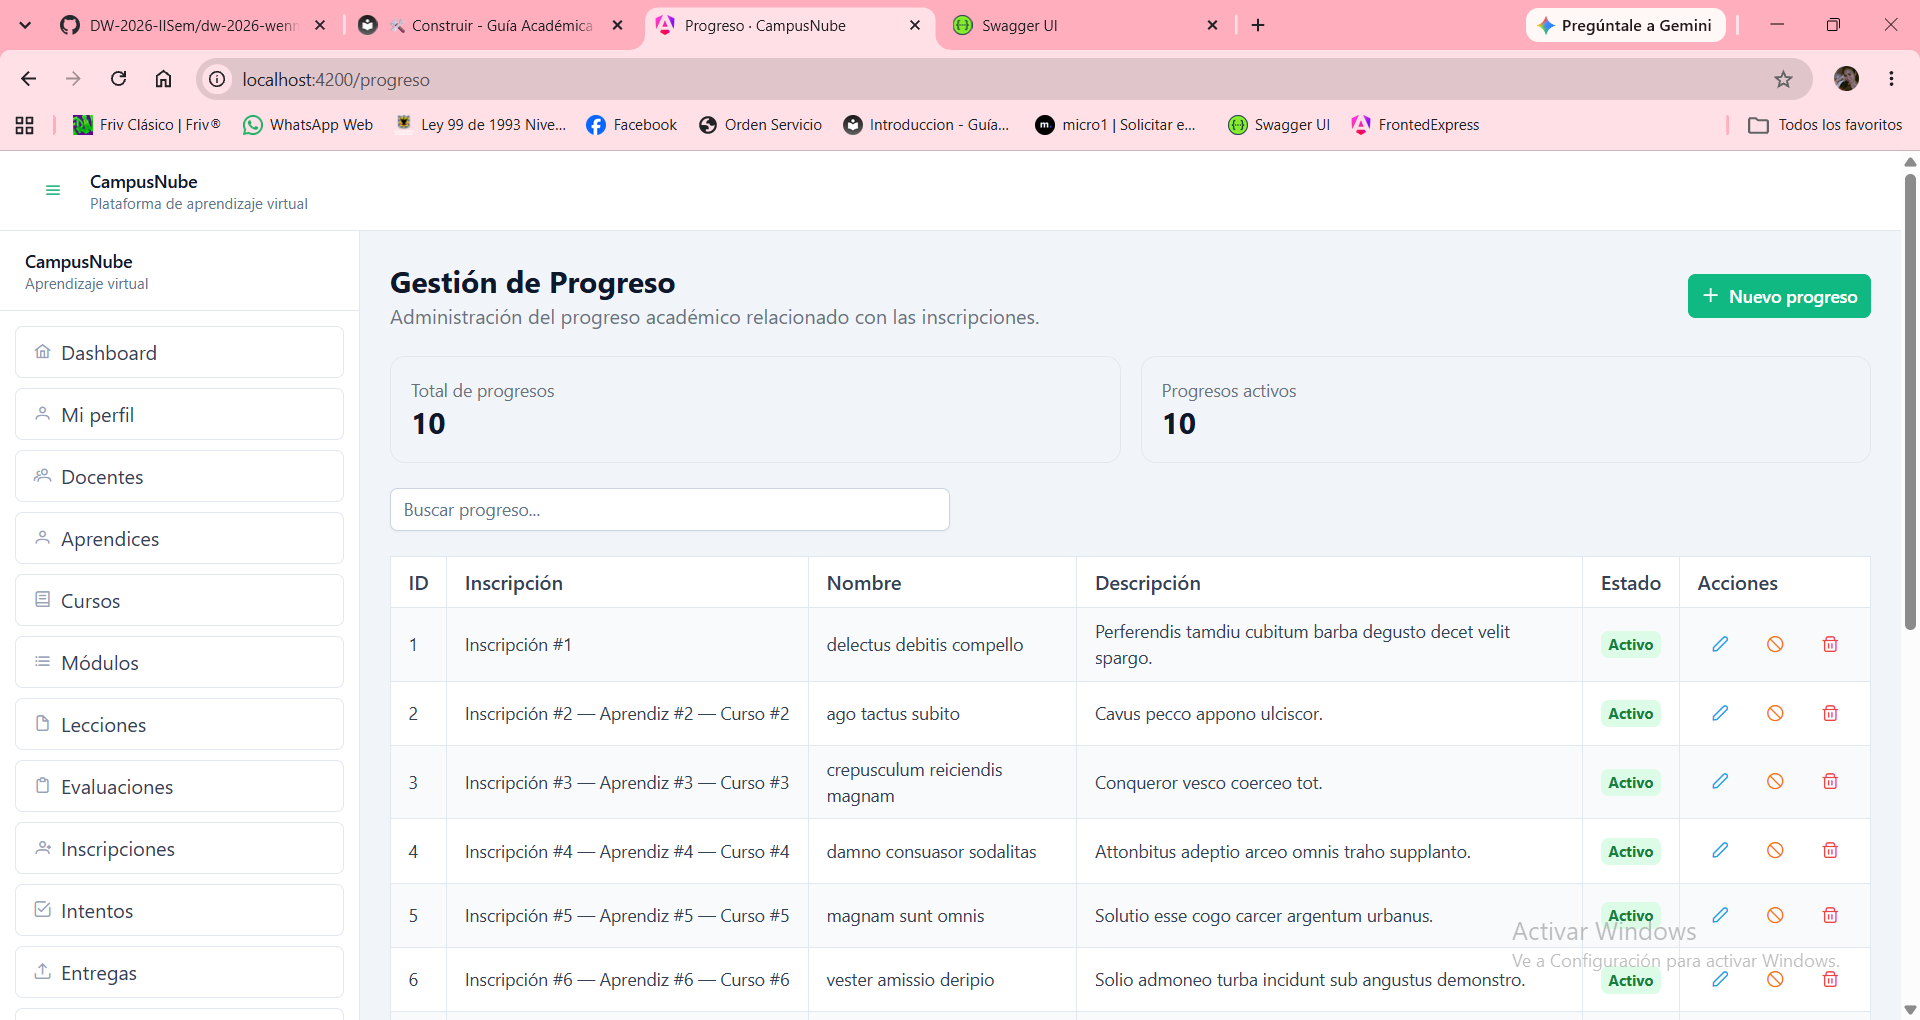 DW-2026-IISem/dw-2026-wenn
Construir - Guía Académica
Progreso · CampusNube
Swagger UI
Pregúntale a Gemini
localhost:4200/progreso
Friv Clásico | Friv®
WhatsApp Web
Ley 99 de 1993 Nive...
Facebook
Orden Servicio
Introduccion - Guía...
micro1 | Solicitar e...
Swagger UI
FrontedExpress
Todos los favoritos
CampusNube
Plataforma de aprendizaje virtual
CampusNube
Aprendizaje virtual
Dashboard
Mi perfil
Docentes
Aprendices
Cursos
Módulos
Lecciones
Evaluaciones
Inscripciones
Intentos
Entregas
Gestión de Progreso
Administración del progreso académico relacionado con las inscripciones.
+ Nuevo progreso
Total de progresos
10
Progresos activos
10
Buscar progreso...
ID Inscripción Nombre Descripción Estado Acciones
1 Inscripción #1 delectus debitis compello Perferendis tamdiu cubitum barba degusto decet velit spargo. Activo
2 Inscripción #2 — Aprendiz #2 — Curso #2 ago tactus subito Cavus pecco appono ulciscor. Activo
3 Inscripción #3 — Aprendiz #3 — Curso #3 crepusculum reiciendis magnam Conqueror vesco coerceo tot. Activo
4 Inscripción #4 — Aprendiz #4 — Curso #4 damno consuasor sodalitas Attonbitus adeptio arceo omnis traho supplanto. Activo
5 Inscripción #5 — Aprendiz #5 — Curso #5 magnam sunt omnis Solutio esse cogo carcer argentum urbanus. Activo
6 Inscripción #6 — Aprendiz #6 — Curso #6 vester amissio deripio Solio admoneo turba incidunt sub angustus demonstro. Activo
Activar Windows
Ve a Configuración para activar Windows.